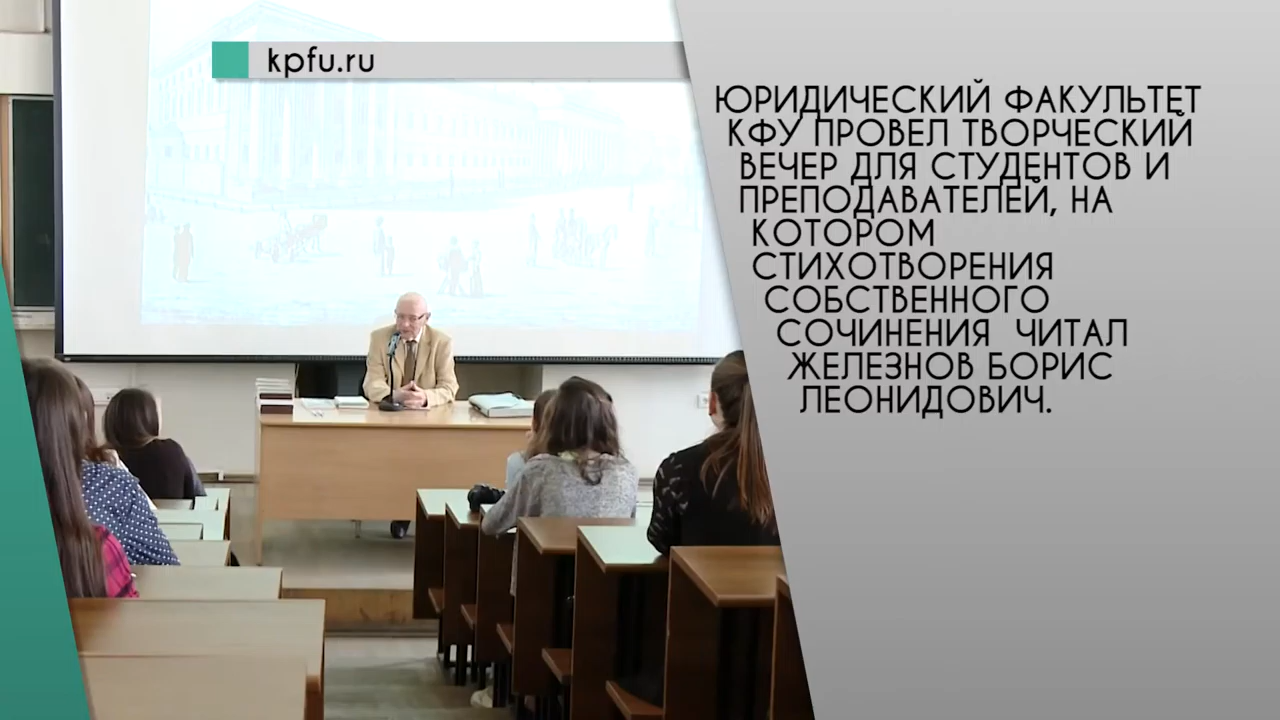 kpfu.ru
ЮРИДИЧЕСКИЙ ФАКУЛЬТЕТ
КФУ ПРОВЕЛ ТВОРЧЕСКИЙ
ВЕЧЕР ДЛЯ СТУДЕНТОВ И
ПРЕПОДАВАТЕЛЕЙ, НА
КОТОРОМ
СТИХОТВОРЕНИЯ
СОБСТВЕННОГО
СОЧИНЕНИЯ ЧИТАЛ
ЖЕЛЕЗНОВ БОРИС
ЛЕОНИДОВИЧ.